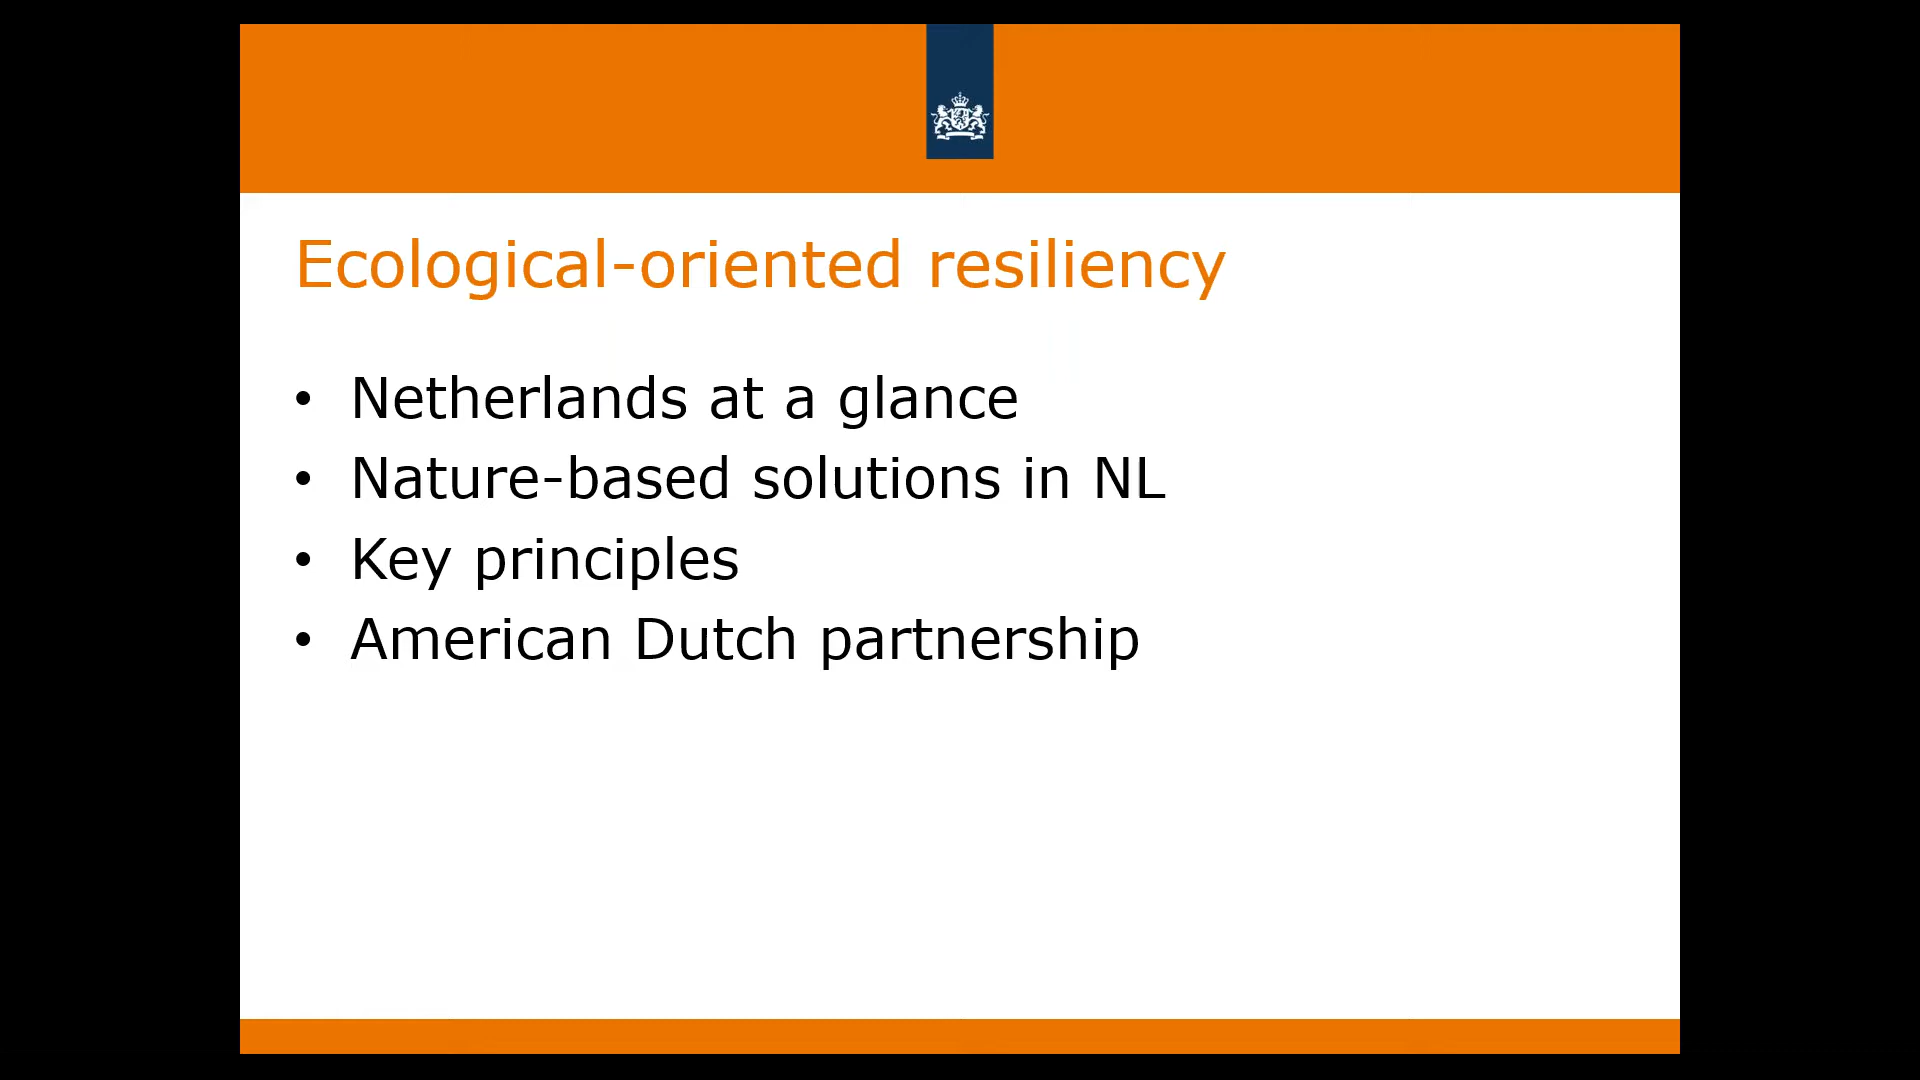 Ecological-oriented resiliency
• Netherlands at a glance
• Nature-based solutions in NL
• Key principles
• American Dutch partnership